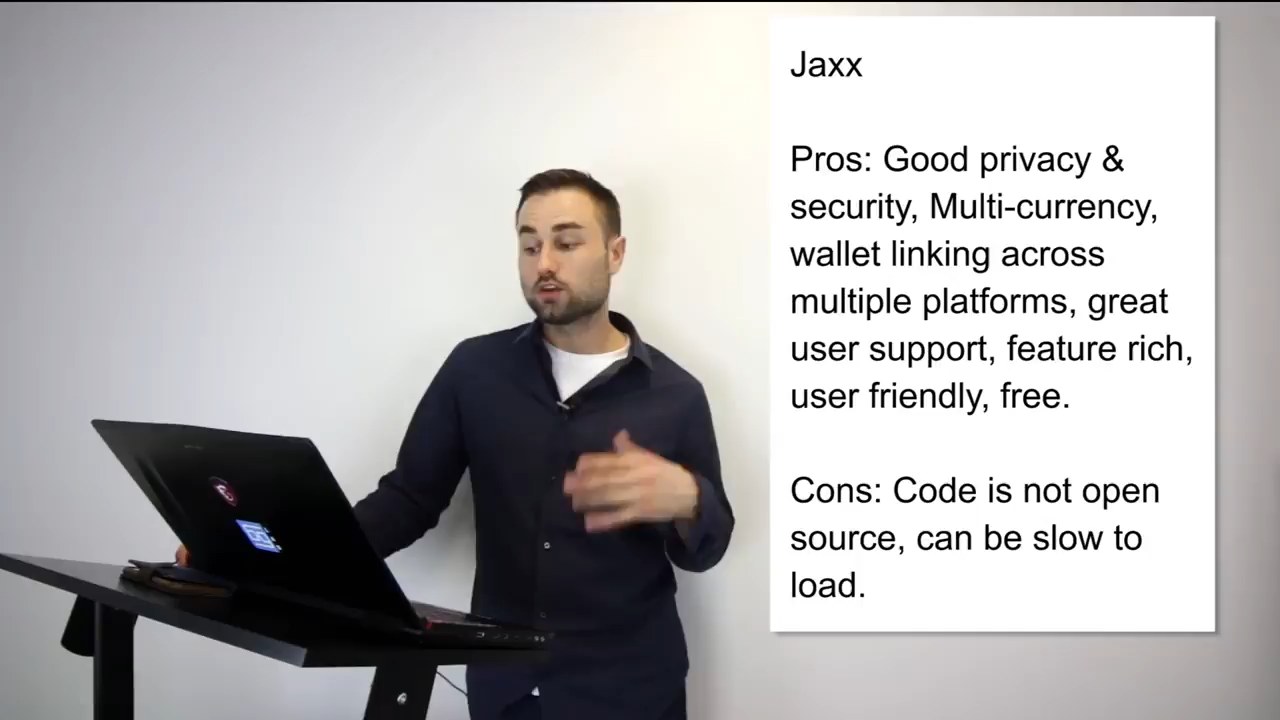 Jaxx
Pros: Good privacy &
security, Multi-currency,
wallet linking across
multiple platforms, great
user support, feature rich,
user friendly, free.
Cons: Code is not open
source, can be slow to
load.